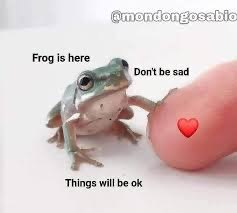 @mondongosabio
Frog is here
Don't be sad
Things will be ok